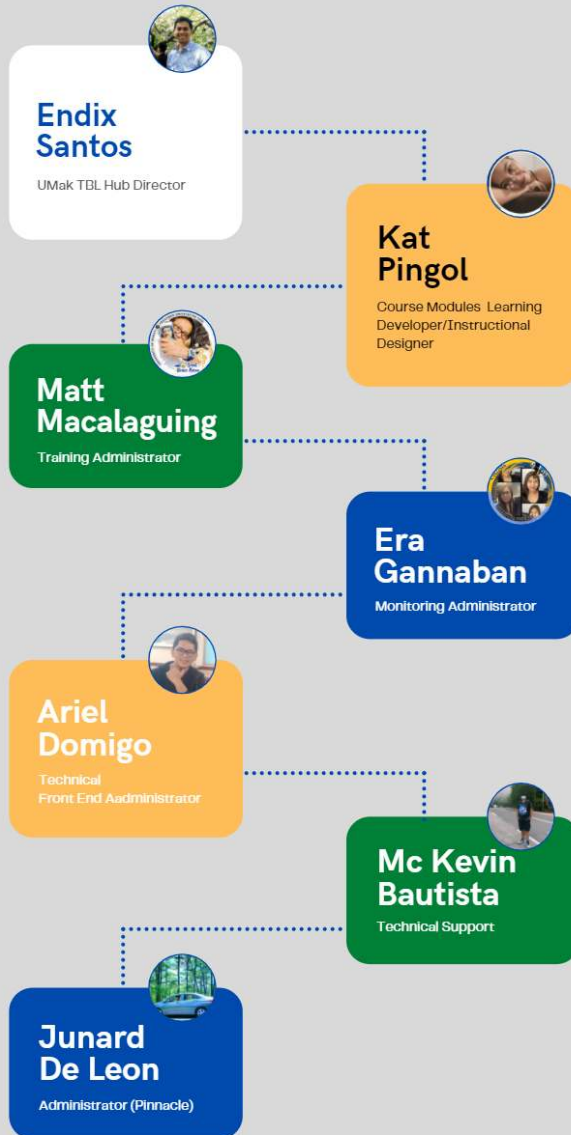 Endix
Santos
UMak TBL Hub Director
Kat
Pingol
Course Modules Learning
Developer/Instructional
Designer
Matt
Macalaguing
Training Administrator
Era
Gannaban
Monitoring Administrator
Ariel
Domigo
Technical
Front End Aadministrator
Mc Kevin
Bautista
Technical Support
Junard
De Leon
Administrator (Pinnacle)